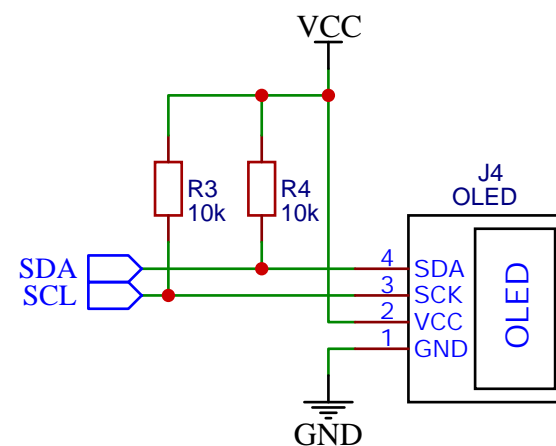 VCC
J4
OLED
R3
10k
R4
10k
SDA
SCL
4
3
2
1
SDA
SCK
VCC
GND
OLED
GND